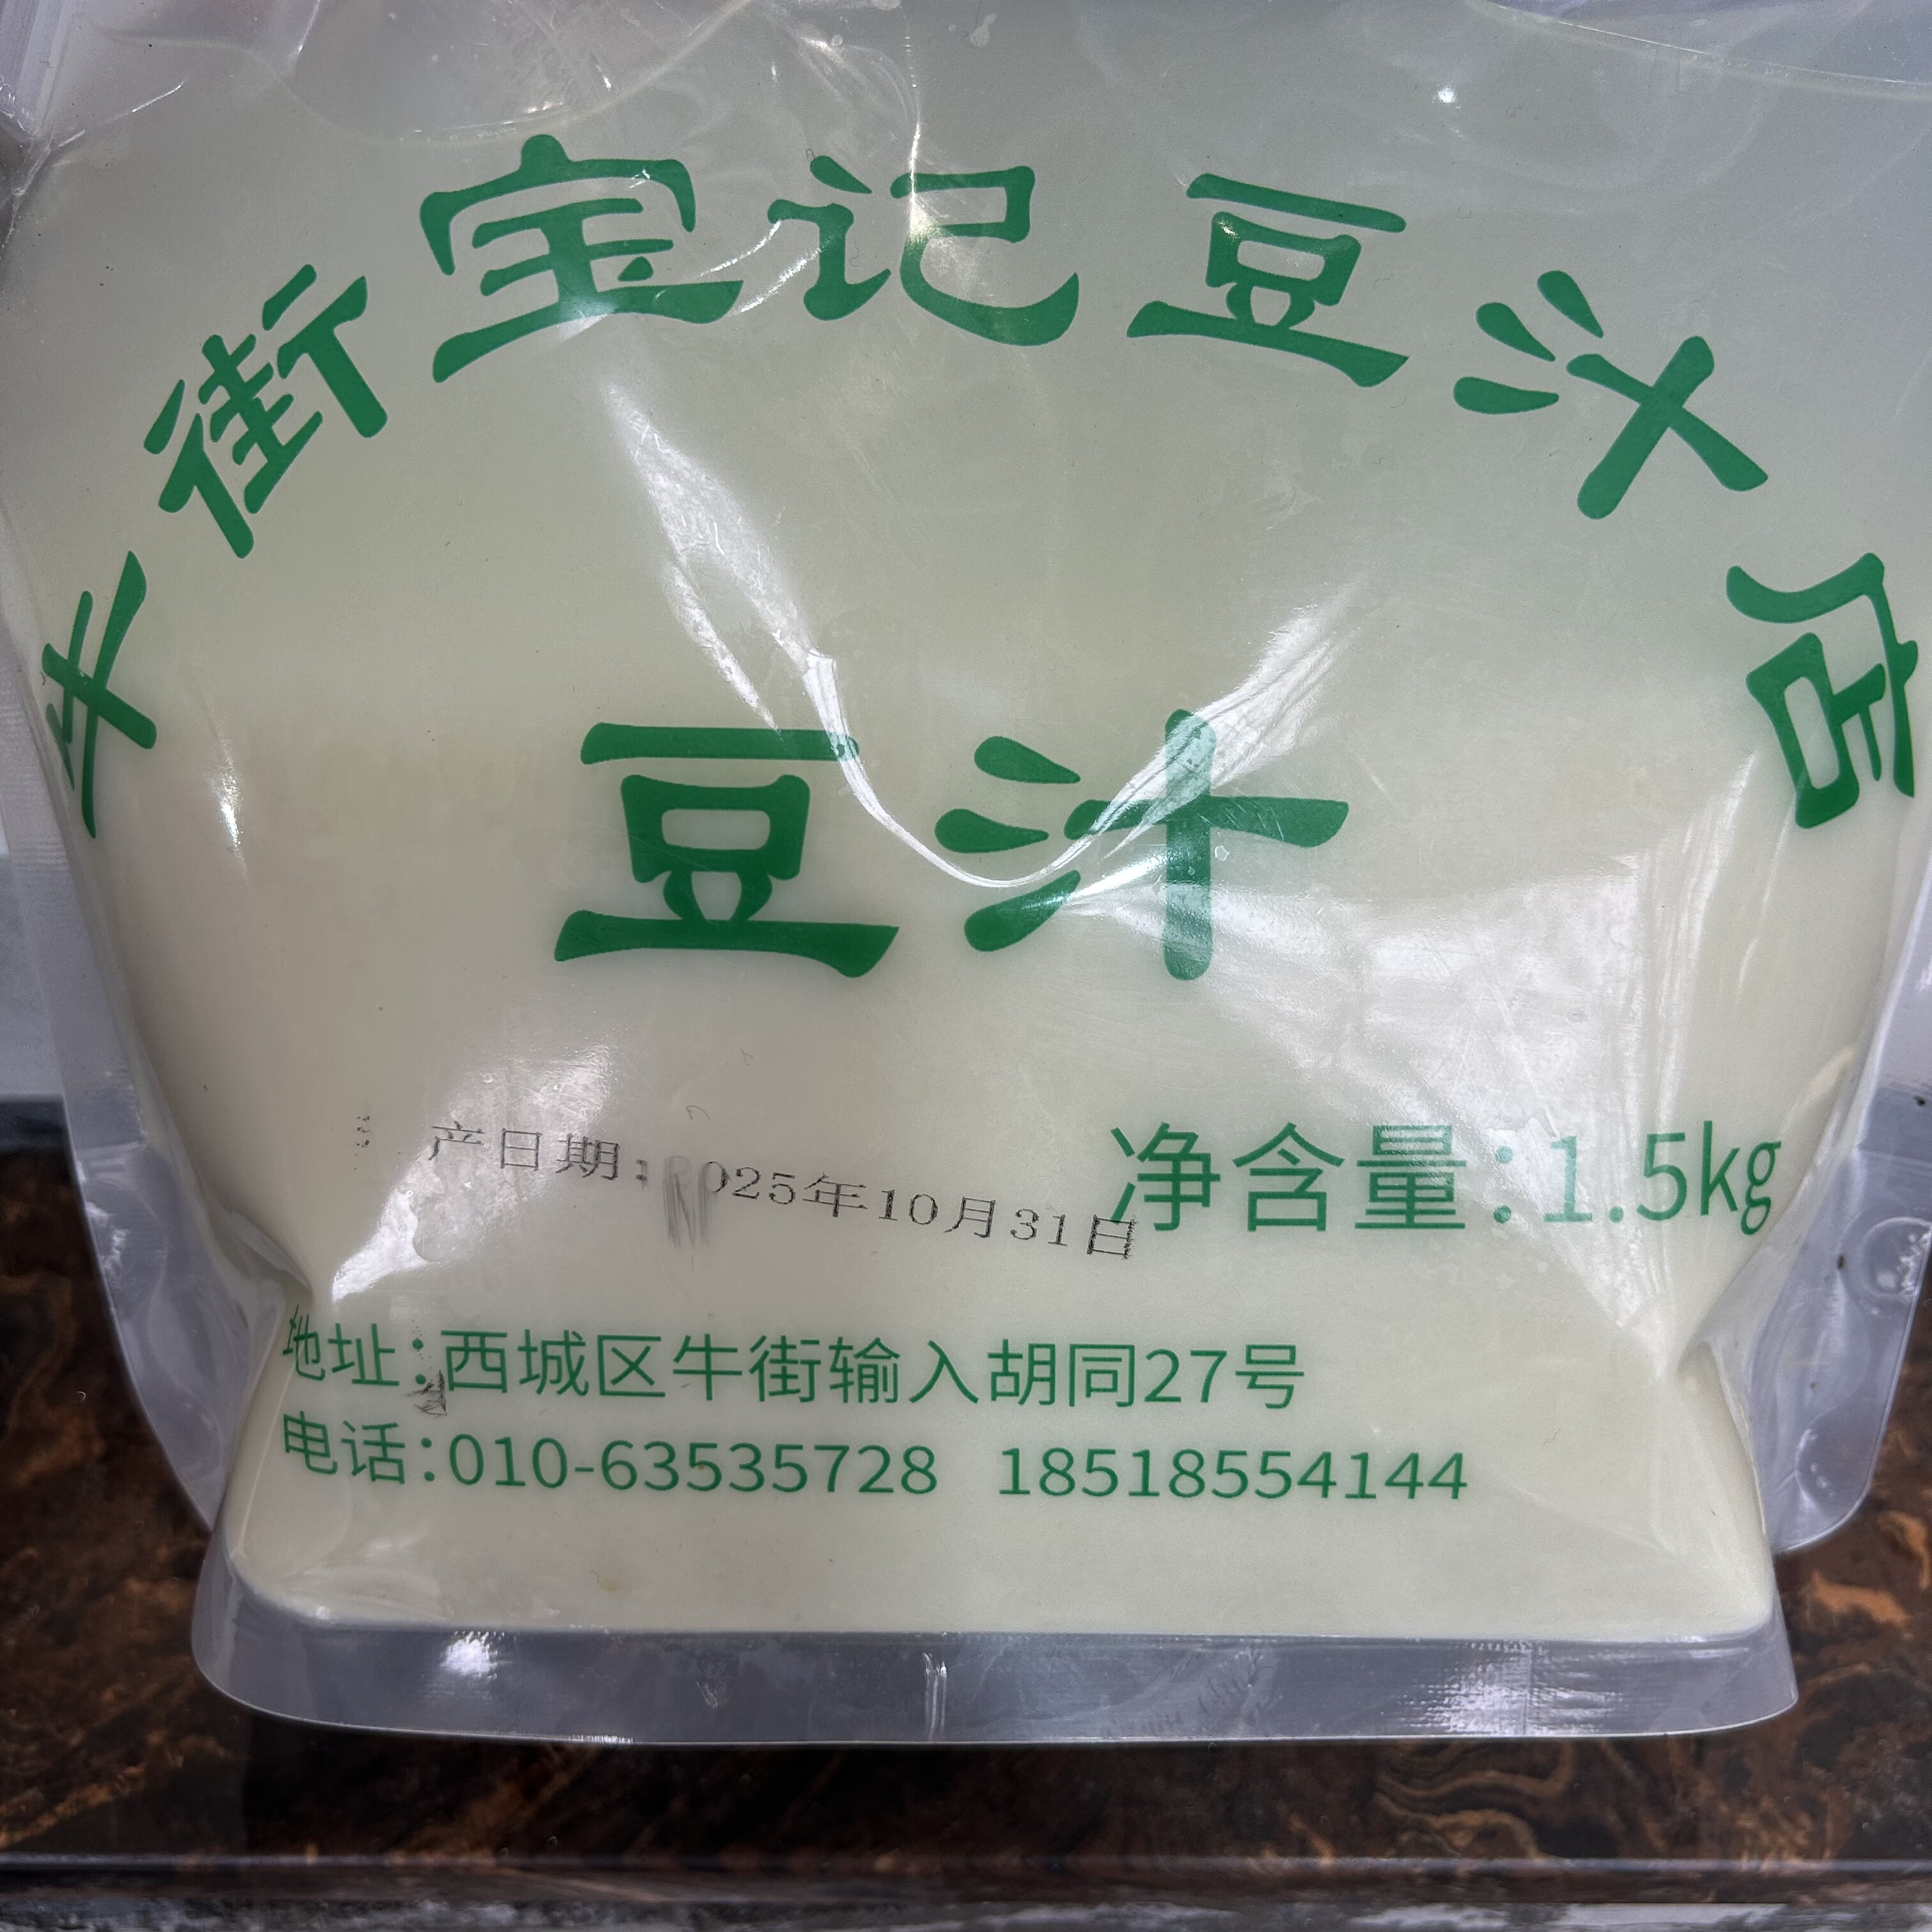 牛街宝记豆汁店
豆汁
产日期：025年10月31日
净含量：1.5kg
地址：西城区牛街输入胡同27号
电话：010-63535728 18518554144